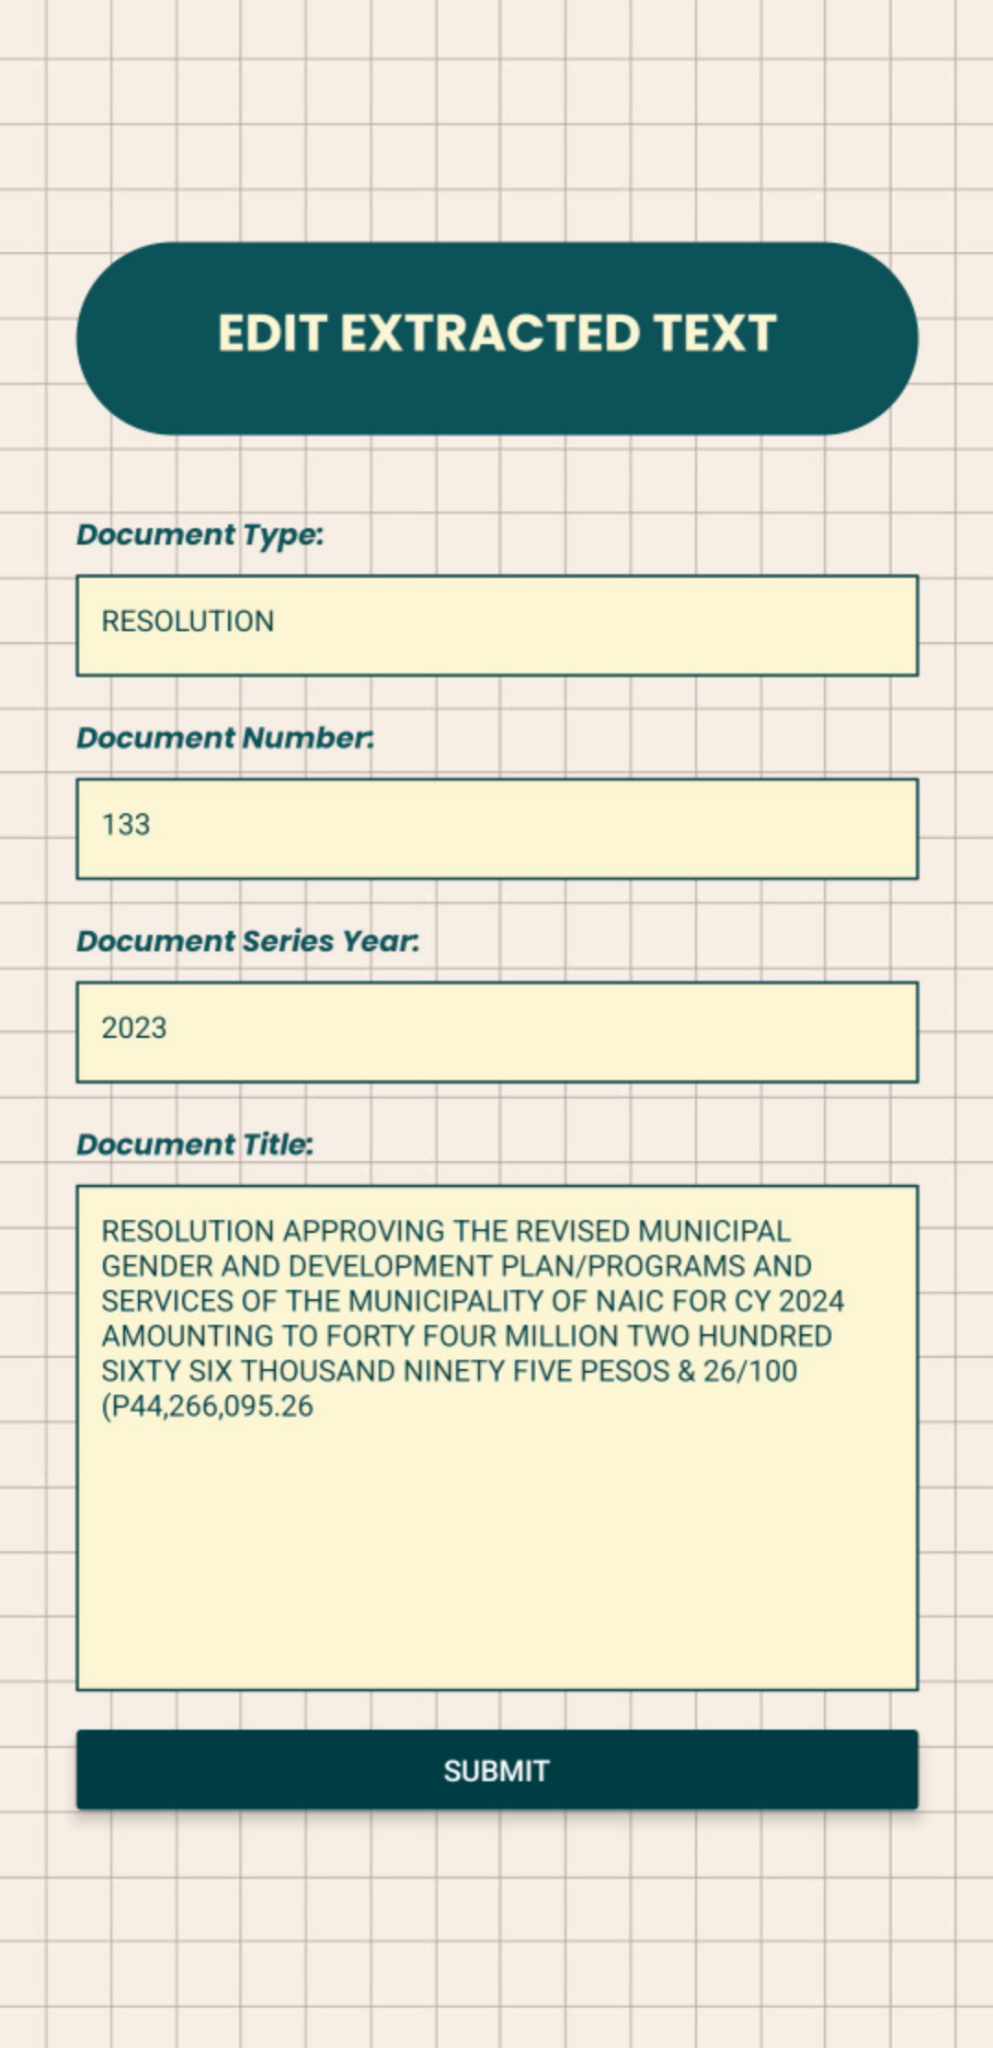 EDIT EXTRACTED TEXT
Document Type:
RESOLUTION
Document Number:
133
Document Series Year:
2023
Document Title:
RESOLUTION APPROVING THE REVISED MUNICIPAL
GENDER AND DEVELOPMENT PLAN/PROGRAMS AND
SERVICES OF THE MUNICIPALITY OF NAIC FOR CY 2024
AMOUNTING TO FORTY FOUR MILLION TWO HUNDRED
SIXTY SIX THOUSAND NINETY FIVE PESOS & 26/100
(P44,266,095.26
SUBMIT